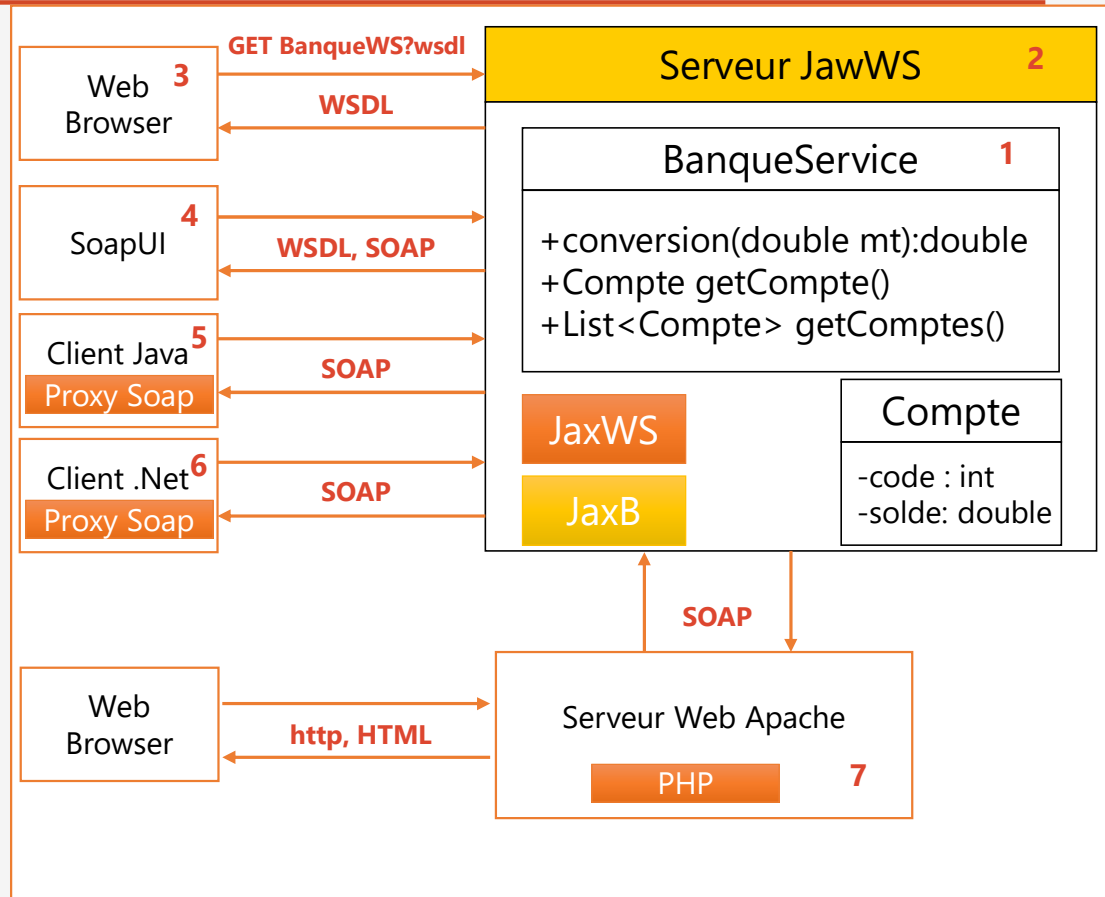 GET BanqueWS?wsdl
Web
Browser
3
WSDL
Serveur JawWS
2
BanqueService
1
+conversion(double mt):double
+Compte getCompte()
+List<Compte> getComptes()
SoapUI
4
WSDL, SOAP
Client Java
5
Proxy Soap
SOAP
Client .Net
6
Proxy Soap
SOAP
JaxWS
JaxB
Compte
-code : int
-solde: double
SOAP
Web
Browser
http, HTML
Serveur Web Apache
PHP
7